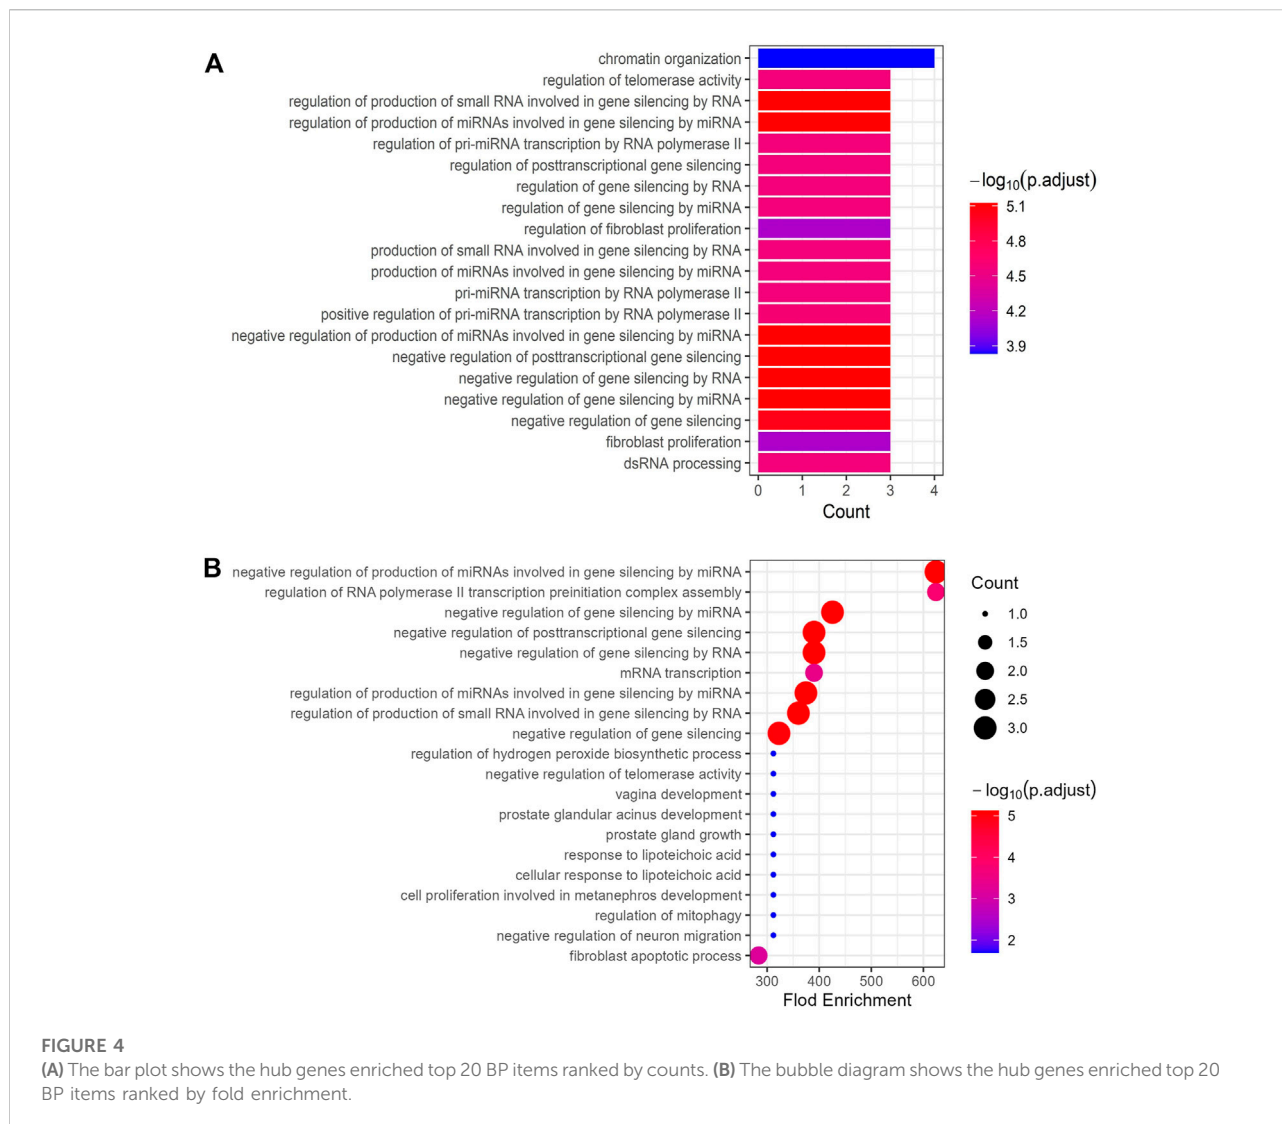 A
chromatin organization
regulation of telomerase activity
regulation of production of small RNA involved in gene silencing by RNA
regulation of production of miRNAs involved in gene silencing by miRNA
regulation of pri-miRNA transcription by RNA polymerase II
regulation of posttranscriptional gene silencing
regulation of gene silencing by RNA
regulation of gene silencing by miRNA
regulation of fibroblast proliferation
production of small RNA involved in gene silencing by RNA
production of miRNAs involved in gene silencing by miRNA
pri-miRNA transcription by RNA polymerase II
positive regulation of pri-miRNA transcription by RNA polymerase II
negative regulation of production of miRNAs involved in gene silencing by miRNA
negative regulation of posttranscriptional gene silencing
negative regulation of gene silencing by RNA
negative regulation of gene silencing by miRNA
negative regulation of gene silencing
fibroblast proliferation
dsRNA processing
0 1 2 3 4
Count
−log10(p.adjust)
5.1
4.8
4.5
4.2
3.9
B
negative regulation of production of miRNAs involved in gene silencing by miRNA
regulation of RNA polymerase II transcription preinitiation complex assembly
negative regulation of gene silencing by miRNA
negative regulation of posttranscriptional gene silencing
negative regulation of gene silencing by RNA
mRNA transcription
regulation of production of miRNAs involved in gene silencing by miRNA
regulation of production of small RNA involved in gene silencing by RNA
negative regulation of gene silencing
regulation of hydrogen peroxide biosynthetic process
negative regulation of telomerase activity
vagina development
prostate glandular acinus development
prostate gland growth
response to lipoteichoic acid
cellular response to lipoteichoic acid
cell proliferation involved in metanephros development
regulation of mitophagy
negative regulation of neuron migration
fibroblast apoptotic process
300 400 500 600
Flod Enrichment
Count
1.0
1.5
2.0
2.5
3.0
−log10(p.adjust)
5
4
3
2
FIGURE 4
(A) The bar plot shows the hub genes enriched top 20 BP items ranked by counts. (B) The bubble diagram shows the hub genes enriched top 20
BP items ranked by fold enrichment.